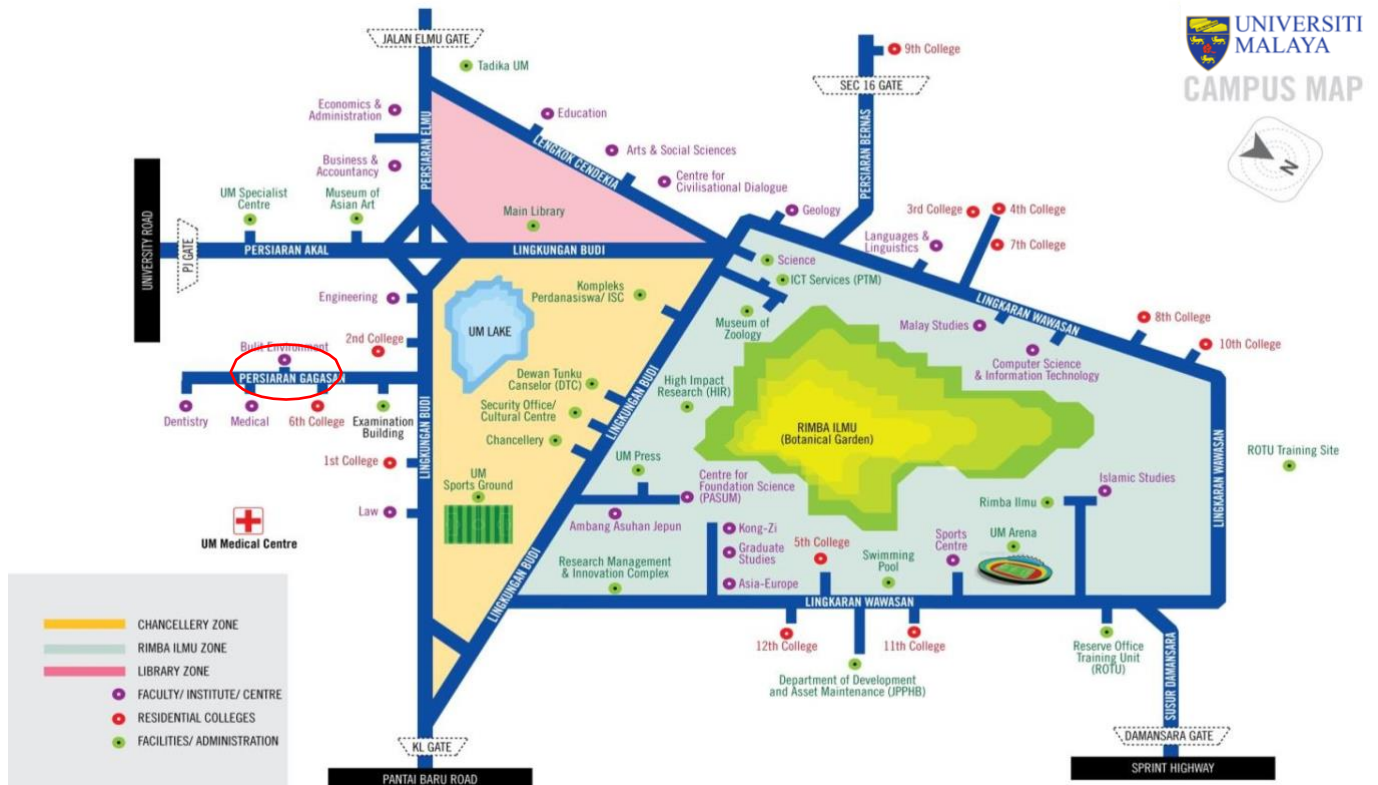 UNIVERSITI
MALAYA
CAMPUS MAP
N
JALAN ELMU GATE
Tadika UM
9th College
SEC 16 GATE
Economics &
Administration
Education
PERSIARAN ELMU
LENGKOK CENDEKIA
Arts & Social Sciences
PERSIARAN BERNAS
Business &
Accountancy
Centre for
Civilisational Dialogue
UNIVERSITY ROAD
PJ GATE
UM Specialist
Centre
Museum of
Asian Art
Main Library
Geology
3rd College
4th College
Languages &
Linguistics
7th College
PERSIARAN AKAL
LINGKUNGAN BUDI
Science
ICT Services (PTM)
Engineering
Kompleks
Perdanasiswa/ ISC
LINGKARAN WAWASAN
UM LAKE
Museum of
Zoology
Malay Studies
8th College
2nd College
10th College
Bulit Environment
Computer Science
& Information Technology
PERSIARAN GAGASAN
Dewan Tunku
Canselor (DTC)
LINGKUNGAN BUDI
High Impact
Research (HIR)
Dentistry
Medical
6th College
Examination
Building
LINGKUNGAN BUDI
Security Office/
Cultural Centre
Chancellery
RIMBA ILMU
(Botanical Garden)
LINGKARAN WAWASAN
ROTU Training Site
1st College
UM
Sports Ground
UM Press
Centre for
Foundation Science
(PASUM)
Islamic Studies
Rimba Ilmu
Law
Ambang Asuhan Jepun
Kong-Zi
Graduate
Studies
Asia-Europe
5th College
Swimming
Pool
Sports
Centre
UM Arena
UM Medical Centre
LINGKUNGAN BUDI
Research Management
& Innovation Complex
LINGKARAN WAWASAN
12th College
11th College
Reserve Office
Training Unit
(ROTU)
SUSUR DAMANSARA
Department of Development
and Asset Maintenance (JPPHB)
CHANCELLERY ZONE
RIMBA ILMU ZONE
LIBRARY ZONE
FACULTY/ INSTITUTE/ CENTRE
RESIDENTIAL COLLEGES
FACILITIES/ ADMINISTRATION
KL GATE
PANTAI BARU ROAD
DAMANSARA GATE
SPRINT HIGHWAY